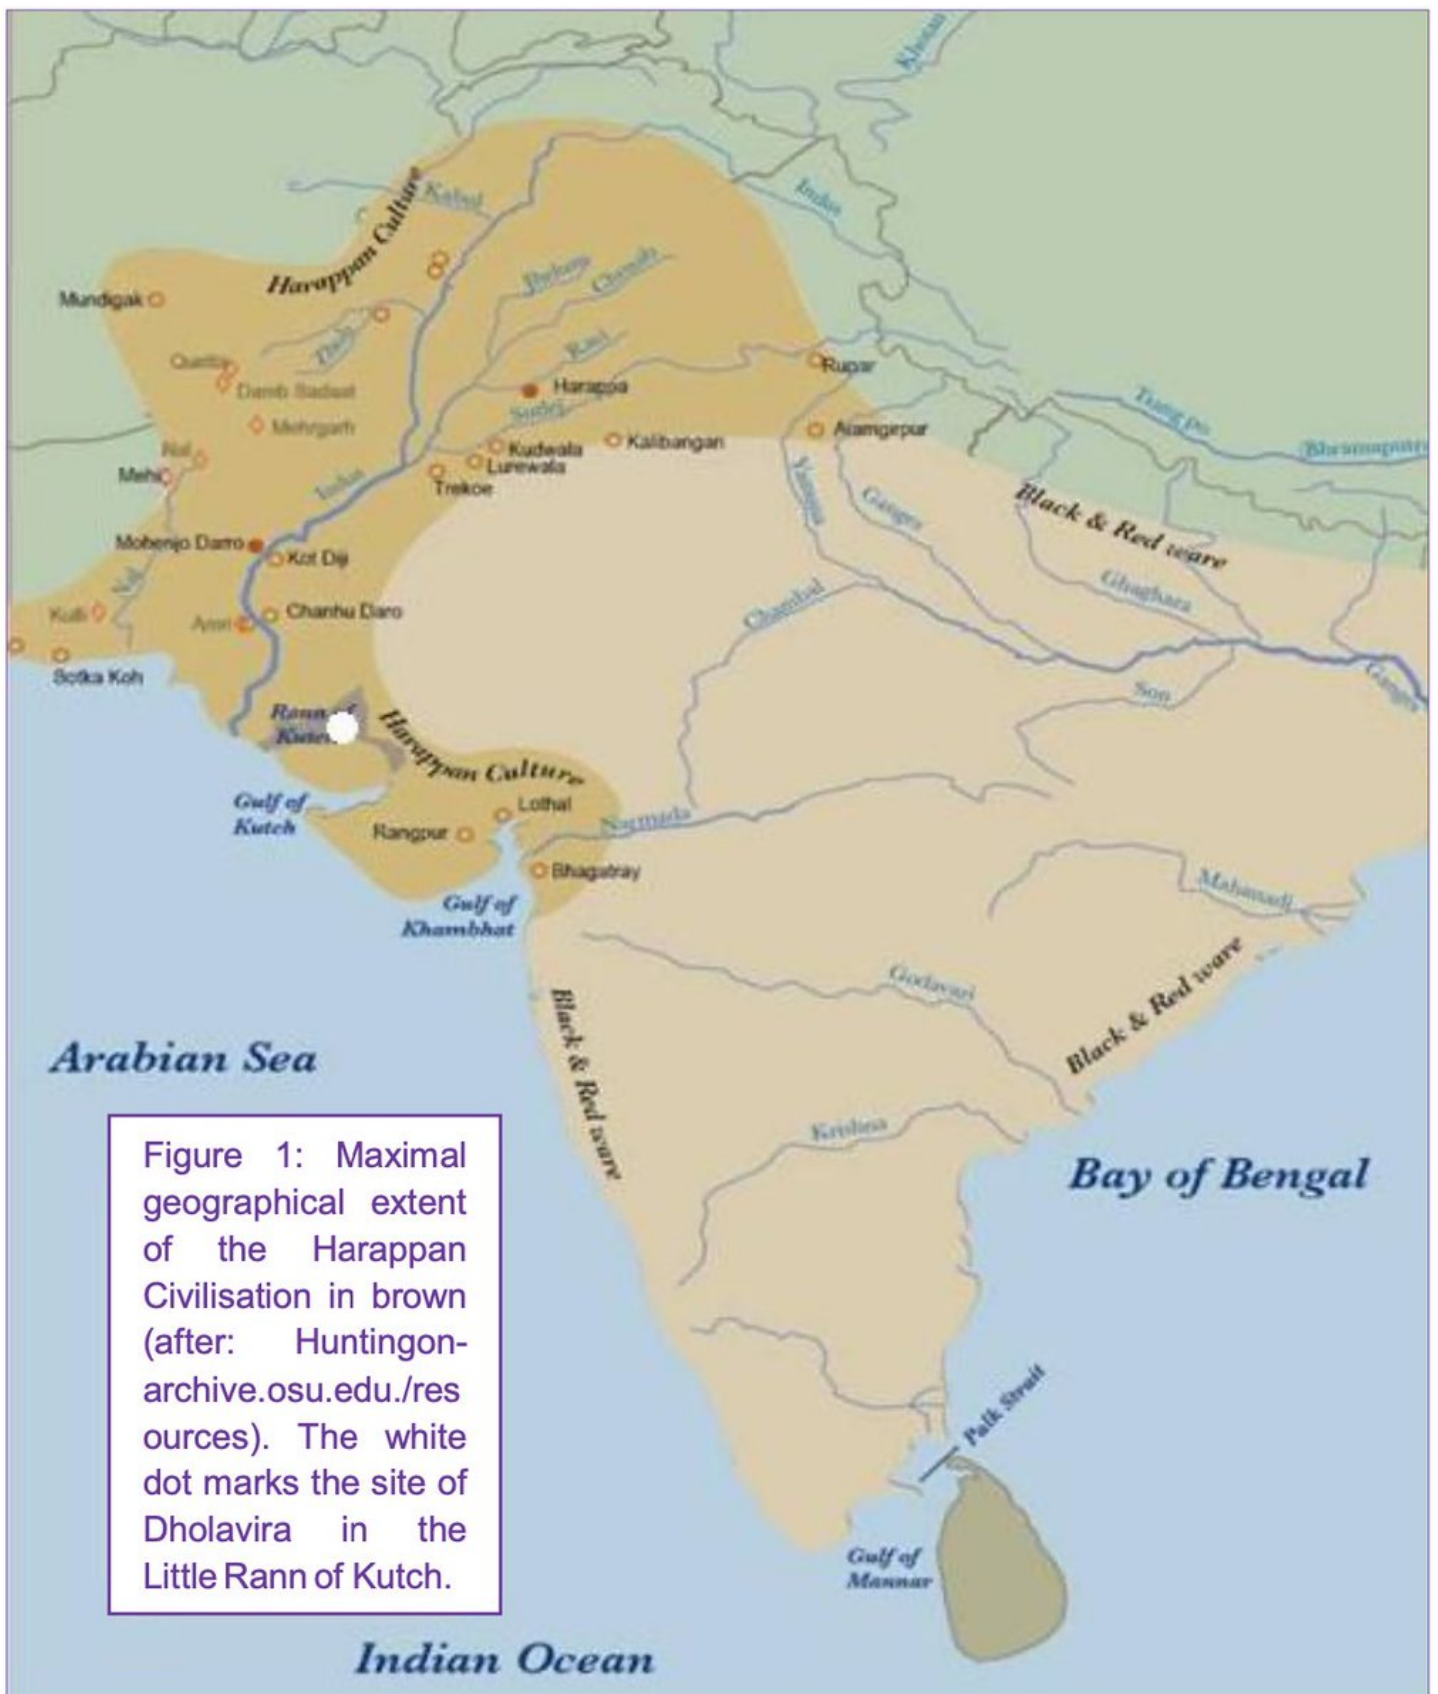 Khotan
Kabul
Indus
Harappan Culture
Jhelum
Chenab
Mundigak
Ravi
Quetta
Rupar
Damb Sadaat
Harappa
Sutlej
Tsang po
Mehrgarh
Alamgirpur
Bhramaputra
Nal
Kudwala
Kalibangan
Mehi
Lurewala
Trekoe
Indus
Yamuna
Ganges
Black & Red ware
Mohenjo Darro
Kot Diji
Nal
Ghaghara
Kulli
Amri
Chanhu Daro
Chambal
Sotka Koh
Son
Ganges
Rann of
Kutch
Harappan Culture
Gulf of
Kutch
Lothal
Rangpur
Narmada
Bhagatray
Mahanadi
Gulf of
Khambhat
Godavari
Black & Red ware
Black & Red ware
Arabian Sea
Krishna
Bay of Bengal
Figure 1: Maximal
geographical extent
of the Harappan
Civilisation in brown
(after: Huntingon-
archive.osu.edu./res
ources). The white
dot marks the site of
Dholavira in the
Little Rann of Kutch.
Palk Strait
Gulf of
Mannar
Indian Ocean